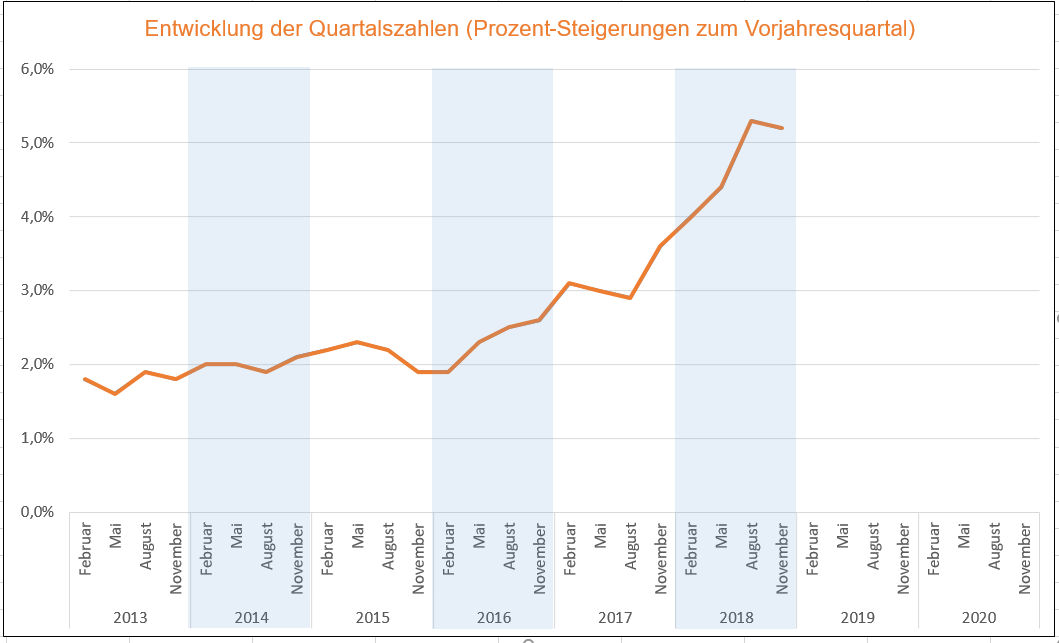 Entwicklung der Quartalszahlen (Prozent-Steigerungen zum Vorjahresquartal)
6,0%
5,0%
4,0%
3,0%
2,0%
1,0%
0,0%
Februar Mai August November Februar Mai August November Februar Mai August November Februar Mai August November Februar Mai August November Februar Mai August November Februar Mai August November Februar Mai August November
2013 2014 2015 2016 2017 2018 2019 2020